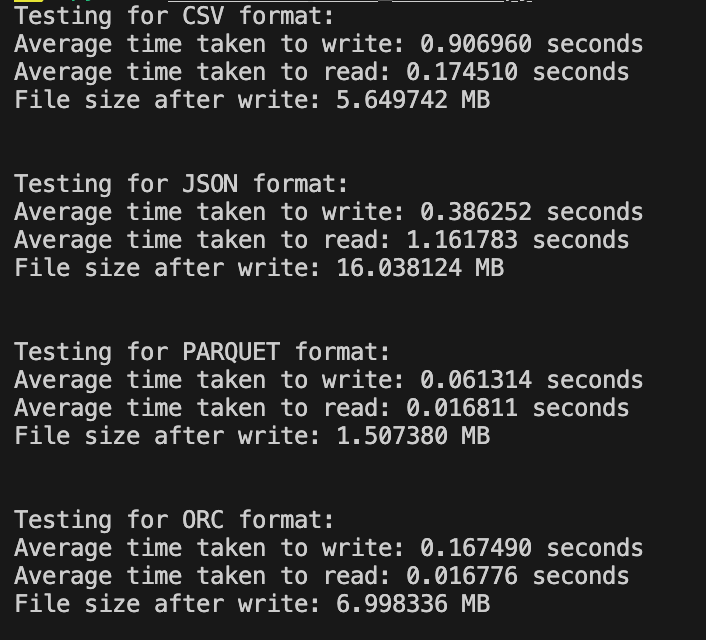 Testing for CSV format:
Average time taken to write: 0.906960 seconds
Average time taken to read: 0.174510 seconds
File size after write: 5.649742 MB
Testing for JSON format:
Average time taken to write: 0.386252 seconds
Average time taken to read: 1.161783 seconds
File size after write: 16.038124 MB
Testing for PARQUET format:
Average time taken to write: 0.061314 seconds
Average time taken to read: 0.016811 seconds
File size after write: 1.507380 MB
Testing for ORC format:
Average time taken to write: 0.167490 seconds
Average time taken to read: 0.016776 seconds
File size after write: 6.998336 MB